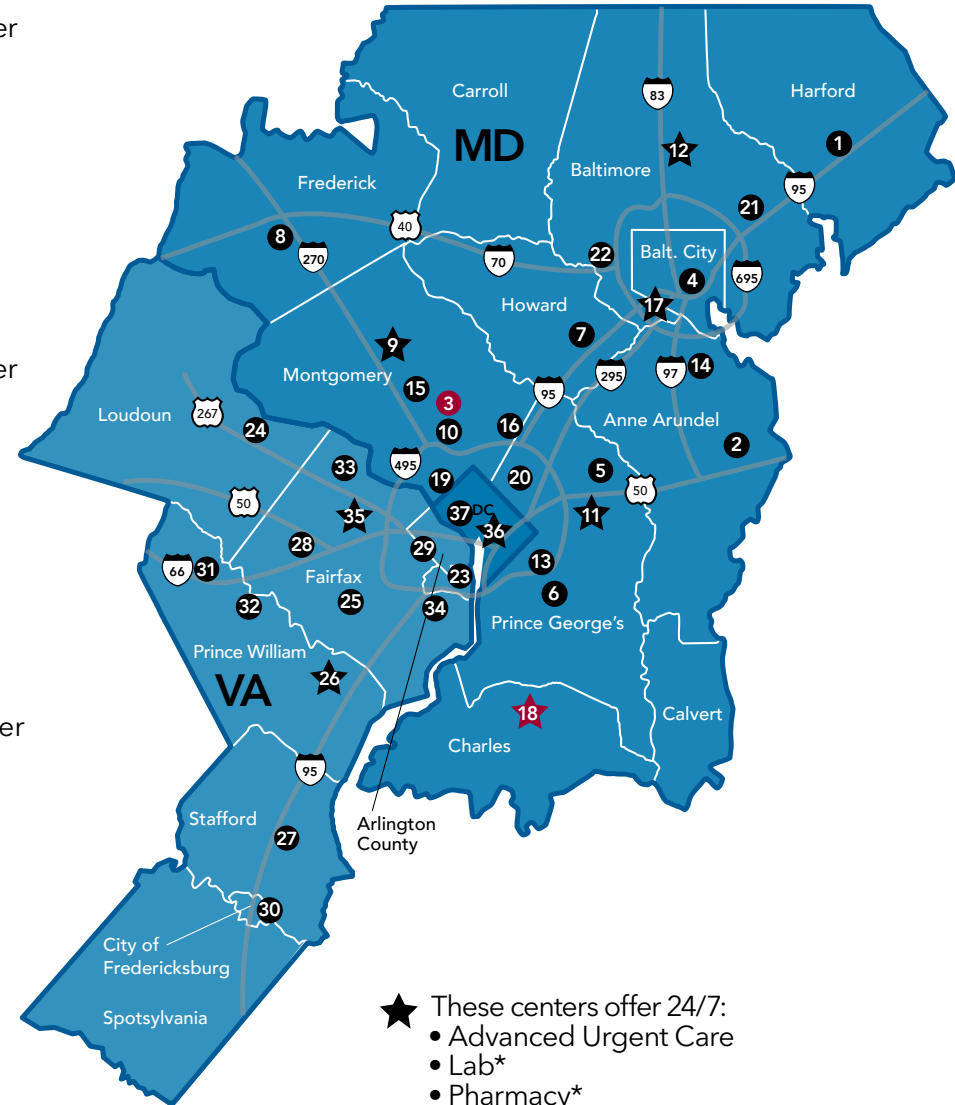 er
Carroll
83
Harford
MD
12
1
Baltimore
Frederick
95
21
40
8
270
70
22
Balt. City
4
695
Howard
17
7
9
Montgomery
295
97
14
15
3
95
Loudoun
267
24
10
16
Anne Arundel
2
er
33
495
19
20
5
50
50
35
37
DC
36
11
28
29
13
66
31
Fairfax
23
32
25
34
6
Prince George's
Prince William
26
VA
18
Charles
Calvert
er
95
Stafford
27
Arlington
County
30
City of
Fredericksburg
Spotsylvania
These centers offer 24/7:
• Advanced Urgent Care
• Lab*
• Pharmacy*